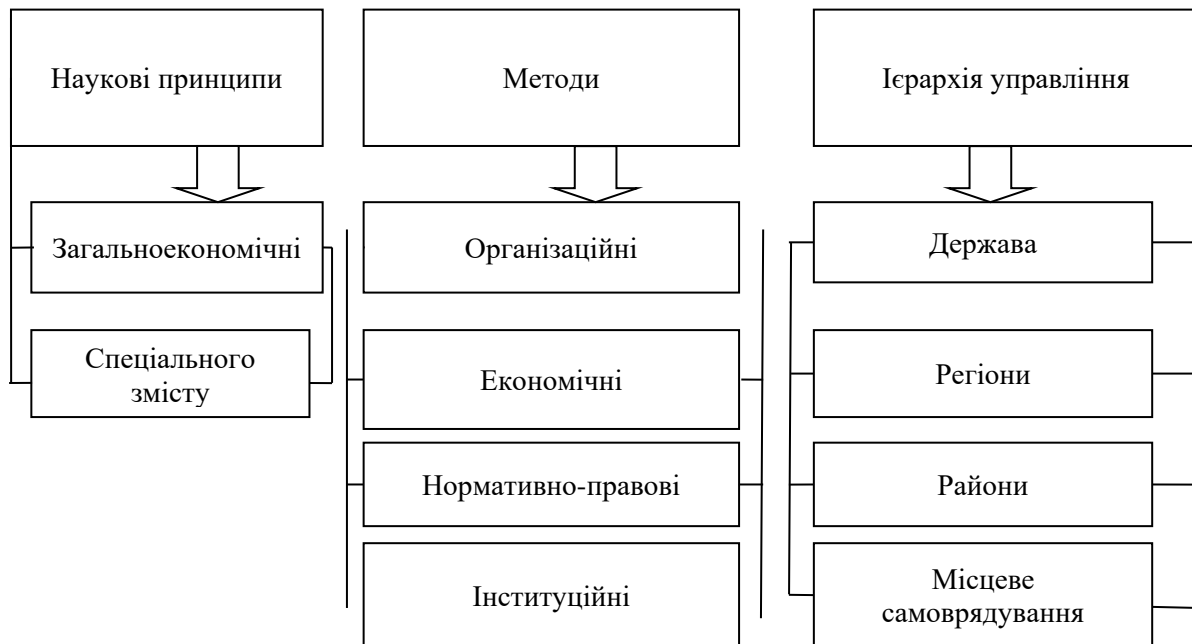 Наукові принципи
Методи
Ієрархія управління
Загальноекономічні
Організаційні
Держава
Спеціального
змісту
Економічні
Регіони
Нормативно-правові
Райони
Інституційні
Місцеве
самоврядування